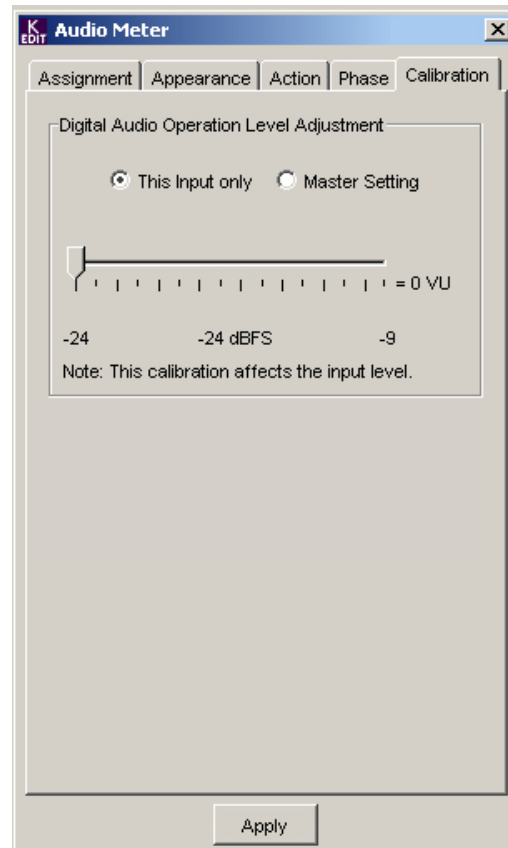 K EDIT Audio Meter
Assignment Appearance Action Phase Calibration
Digital Audio Operation Level Adjustment
This Input only Master Setting
= 0 VU
-24 -24 dBFS -9
Note: This calibration affects the input level.
Apply